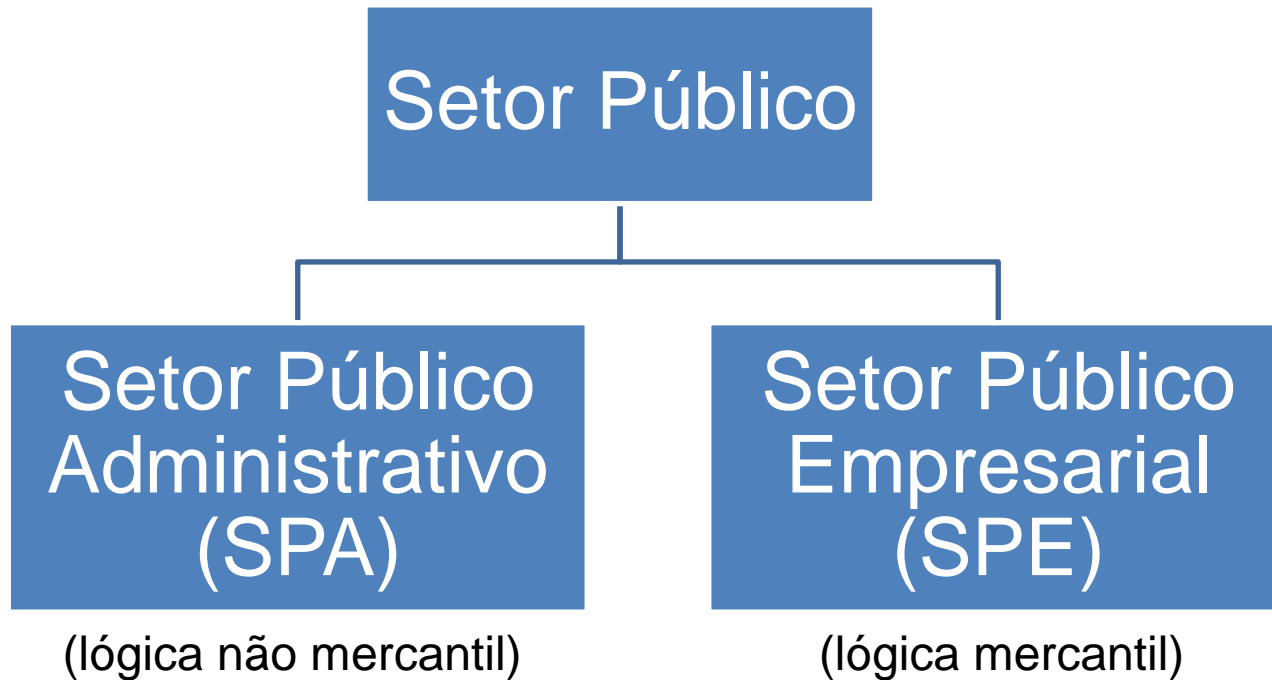 Setor Público
Setor Público
Administrativo
(SPA)
(lógica não mercantil)
Setor Público
Empresarial
(SPE)
(lógica mercantil)